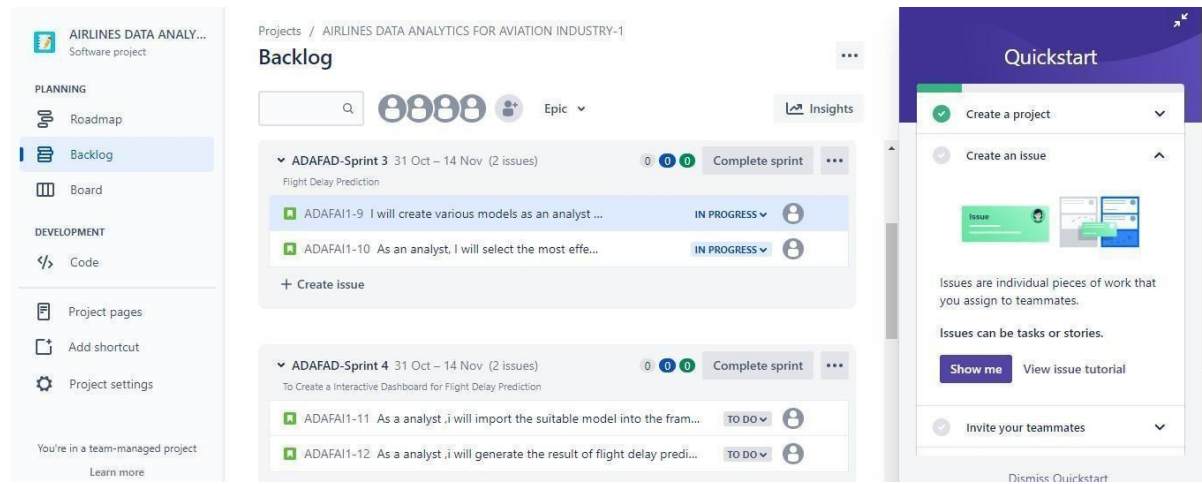 AIRLINES DATA ANALY...
Software project
PLANNING
Roadmap
Backlog
Board
DEVELOPMENT
Code
Project pages
Add shortcut
Project settings
You're in a team-managed project
Learn more
Projects / AIRLINES DATA ANALYTICS FOR AVIATION INDUSTRY-1
Backlog
Epic
Insights
ADAFAD-Sprint 3 31 Oct – 14 Nov (2 issues) 0 0 0 Complete sprint
Flight Delay Prediction
ADAFAI1-9 I will create various models as an analyst ... IN PROGRESS
ADAFAI1-10 As an analyst, I will select the most effe... IN PROGRESS
+ Create issue
ADAFAD-Sprint 4 31 Oct – 14 Nov (2 issues) 0 0 0 Complete sprint
To Create a Interactive Dashboard for Flight Delay Prediction
ADAFAI1-11 As a analyst ,i will import the suitable model into the fram... TO DO
ADAFAI1-12 As a analyst ,i will generate the result of flight delay predi... TO DO
Quickstart
Create a project
Create an issue
Issue
Issues are individual pieces of work that
you assign to teammates.
Issues can be tasks or stories.
Show me View issue tutorial
Invite your teammates
Dismiss Quickstart